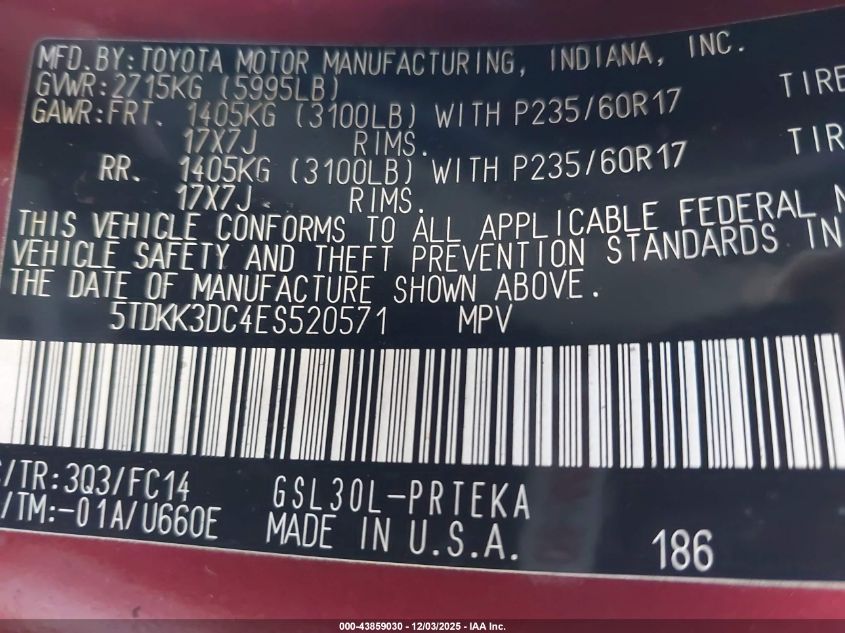 MFD.BY:TOYOTA MOTOR MANUFACTURING, INDIANA, INC.
GVWR:2715KG (5995LB)
GAWR:FRT. 1405KG (3100LB) WITH P235/60R17 TIRE
17X7J RIMS.
RR. 1405KG (3100LB) WITH P235/60R17 TIR
17X7J RIMS.
THIS VEHICLE CONFORMS TO ALL APPLICABLE FEDERAL
VEHICLE SAFETY AND THEFT PREVENTION STANDARDS IN
THE DATE OF MANUFACTURE SHOWN ABOVE.
5TDKK3DC4ES520571 MPV
/TR:3Q3/FC14 GSL30L-PRTEKA
/TM:-01A/U660E MADE IN U.S.A. 186
000-43859030 - 12/03/2025 - IAA Inc.